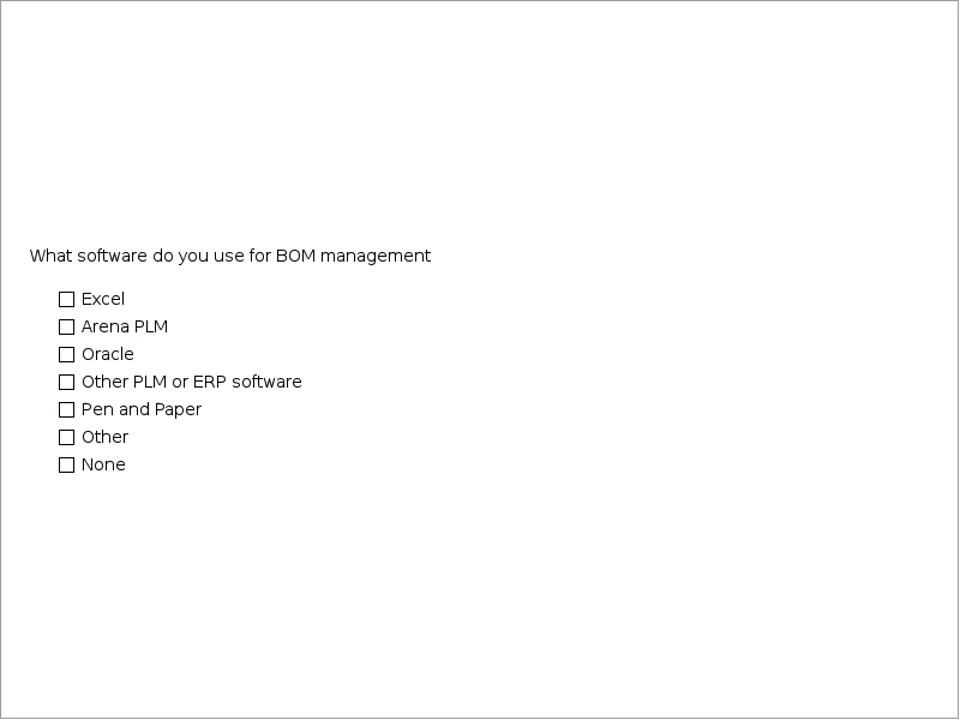 What software do you use for BOM management
Excel
Arena PLM
Oracle
Other PLM or ERP software
Pen and Paper
Other
None